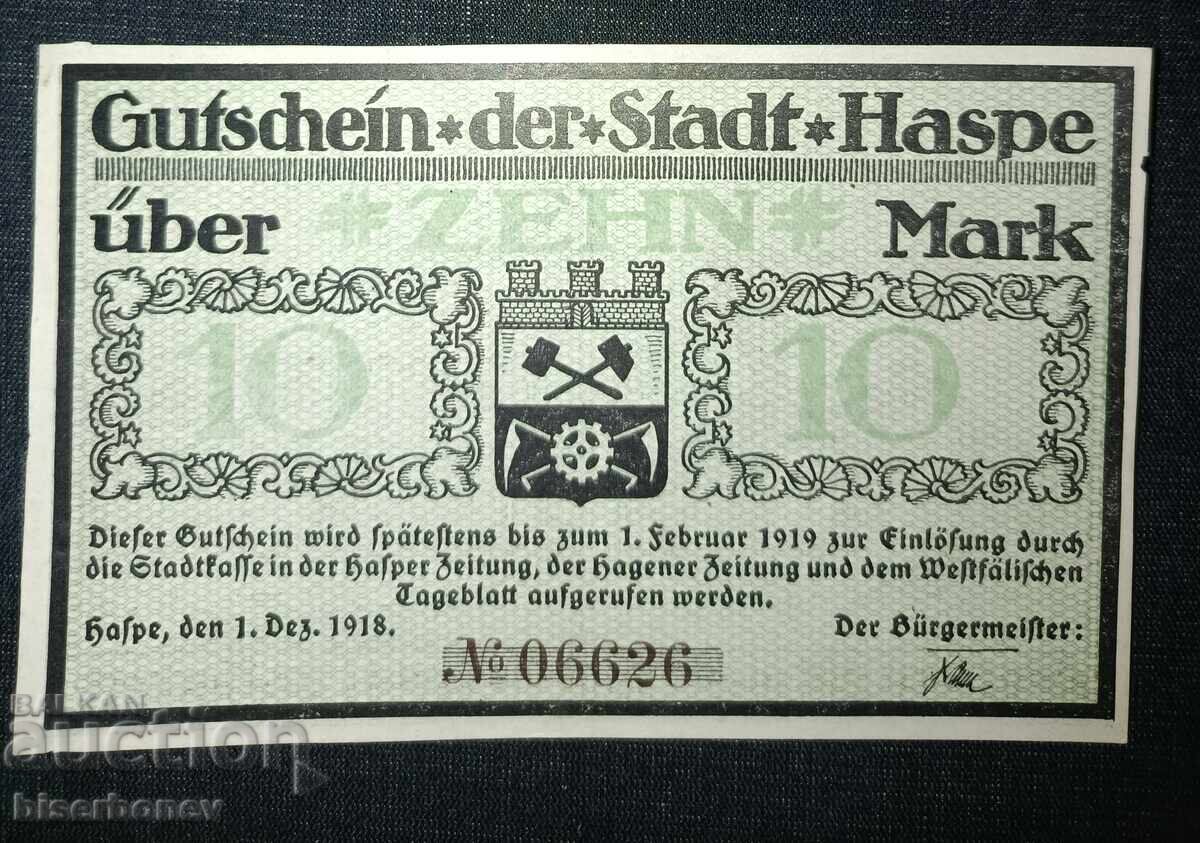 Gutschein * der * Stadt * Haspe
über ZEHN Mark
10 10
Dieſer Gutſchein wird ſpäteſtens bis zum 1. Februar 1919 zur Einlöſung durch
die Stadtkaſſe in der Haſper Zeitung, der Hagener Zeitung und dem Weſtfäliſchen
Tageblatt aufgerufen werden.
Haſpe, den 1. Dez. 1918. Der Bürgermeiſter:
No 06626
BALKAN
auction
biserbonev